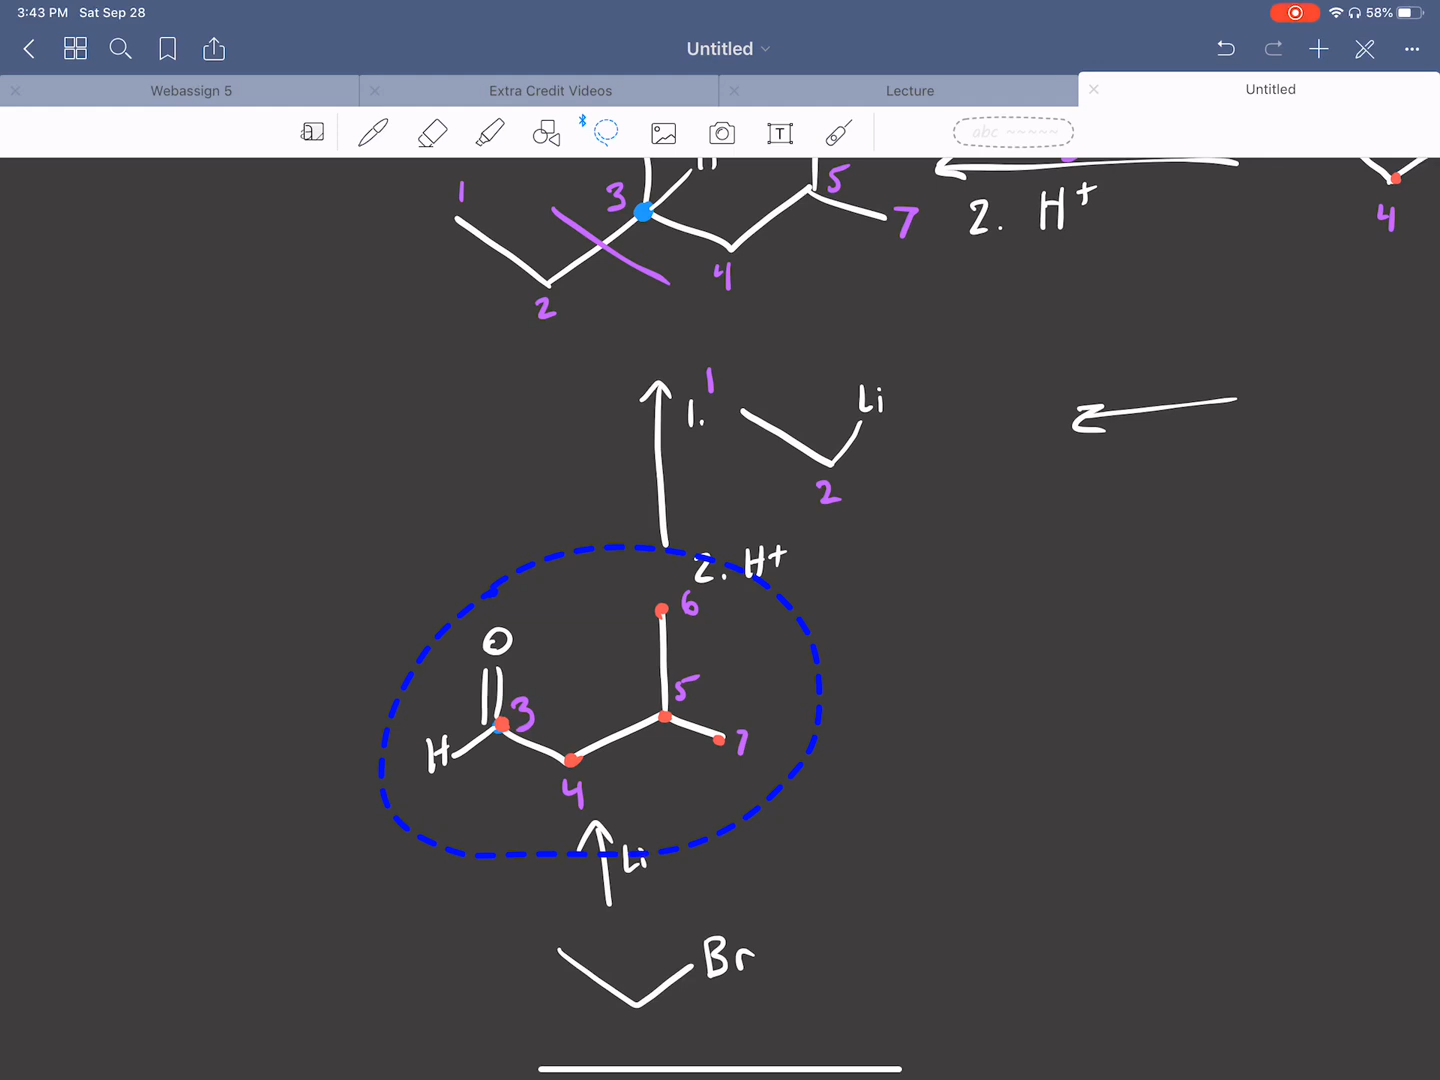 3:43 PM Sat Sep 28
58%
Untitled
Webassign 5
Extra Credit Videos
Lecture
Untitled
T
abc
1
3
5
7
2. H+
4
4
2
1
1.
Li
2
2. H+
6
O
5
3
H
7
4
Li
Br